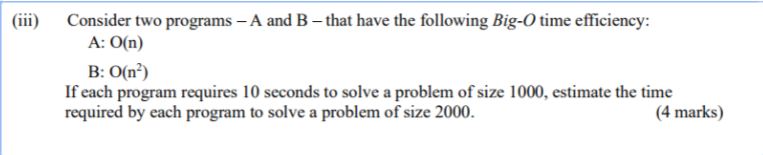 (iii) Consider two programs – A and B – that have the following Big-O time efficiency:
A: O(n)
B: O(n²)
If each program requires 10 seconds to solve a problem of size 1000, estimate the time
required by each program to solve a problem of size 2000. (4 marks)